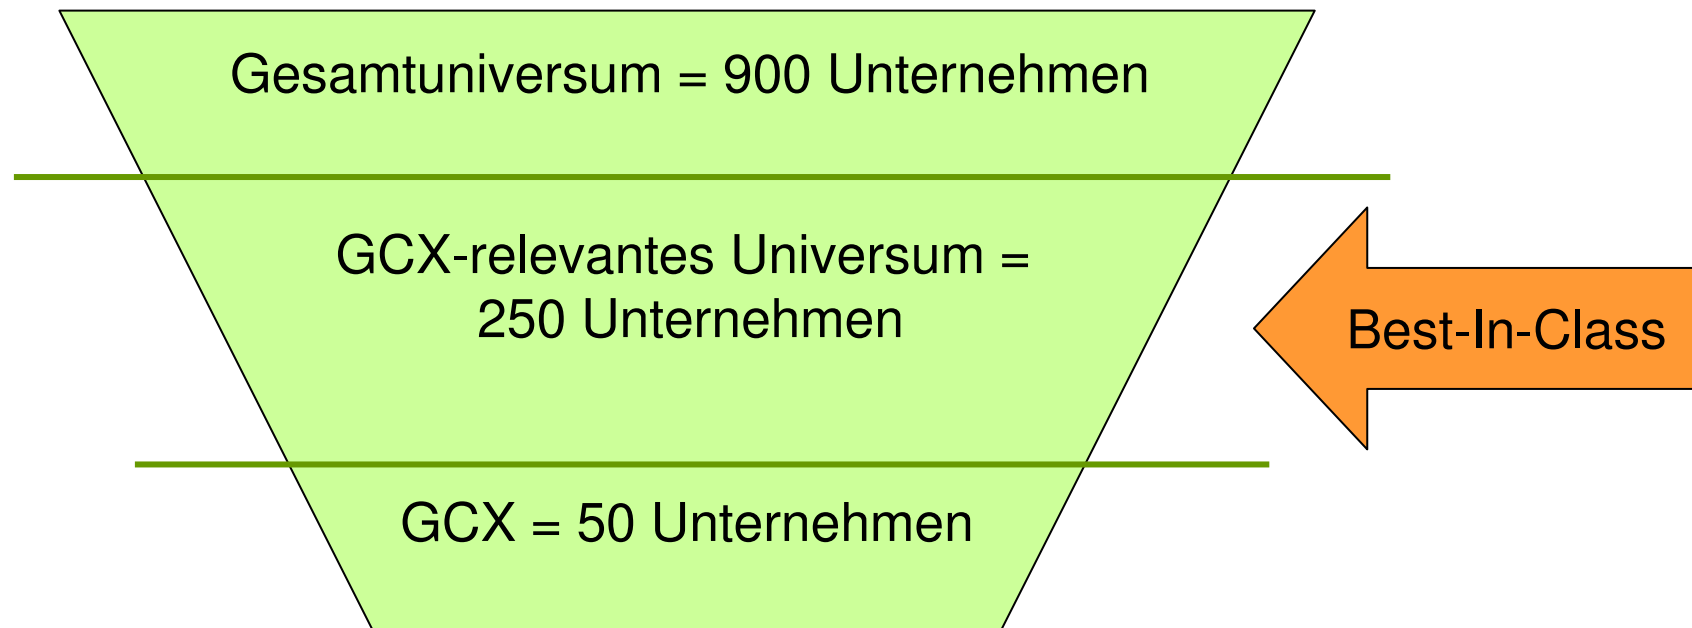 Gesamtuniversum = 900 Unternehmen
GCX-relevantes Universum =
250 Unternehmen
Best-In-Class
GCX = 50 Unternehmen